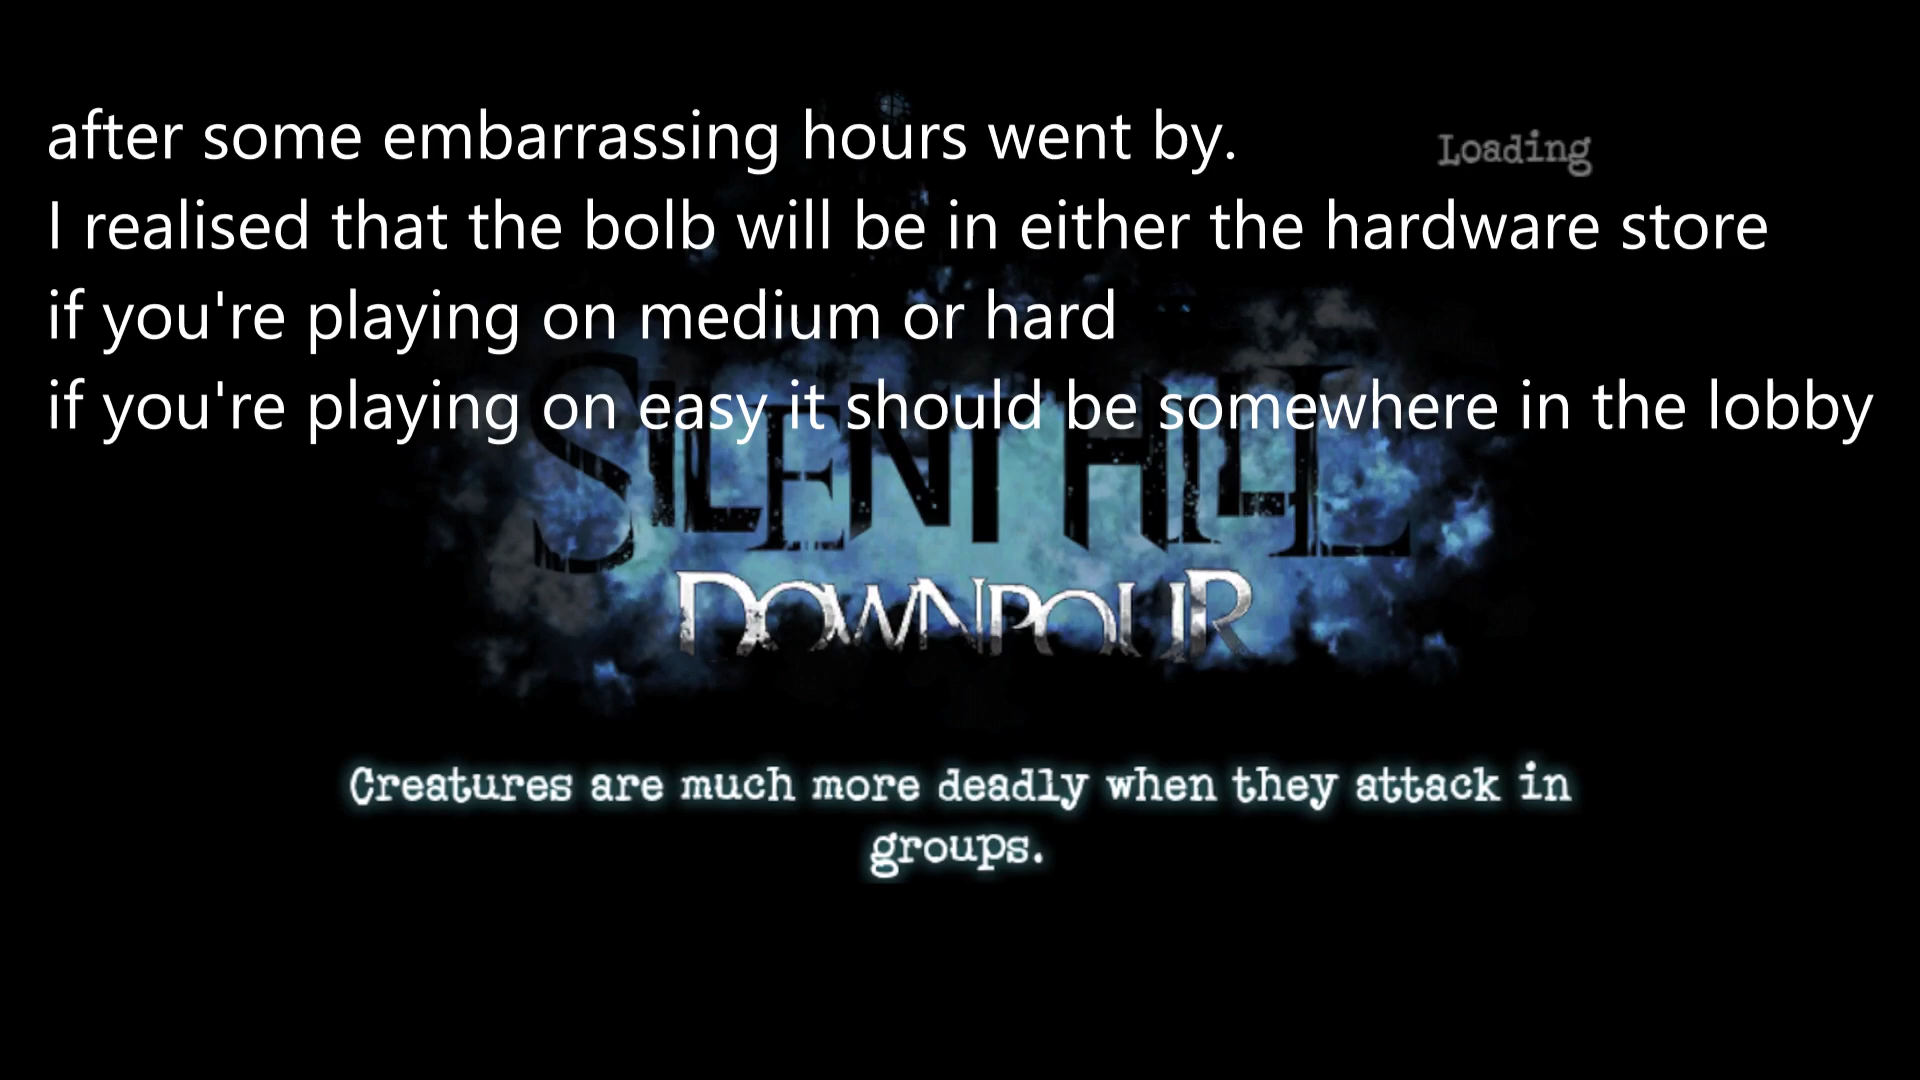 after some embarrassing hours went by.
Loading
I realised that the bolb will be in either the hardware store
if you're playing on medium or hard
if you're playing on easy it should be somewhere in the lobby
SILENT HILL
DOWNPOUR
Creatures are much more deadly when they attack in
groups.